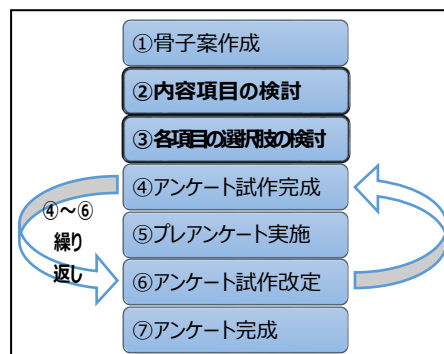 ①骨子案作成
②内容項目の検討
③各項目の選択肢の検討
④アンケート試作完成
④～⑥
繰り
返し
⑤プレアンケート実施
⑥アンケート試作改定
⑦アンケート完成